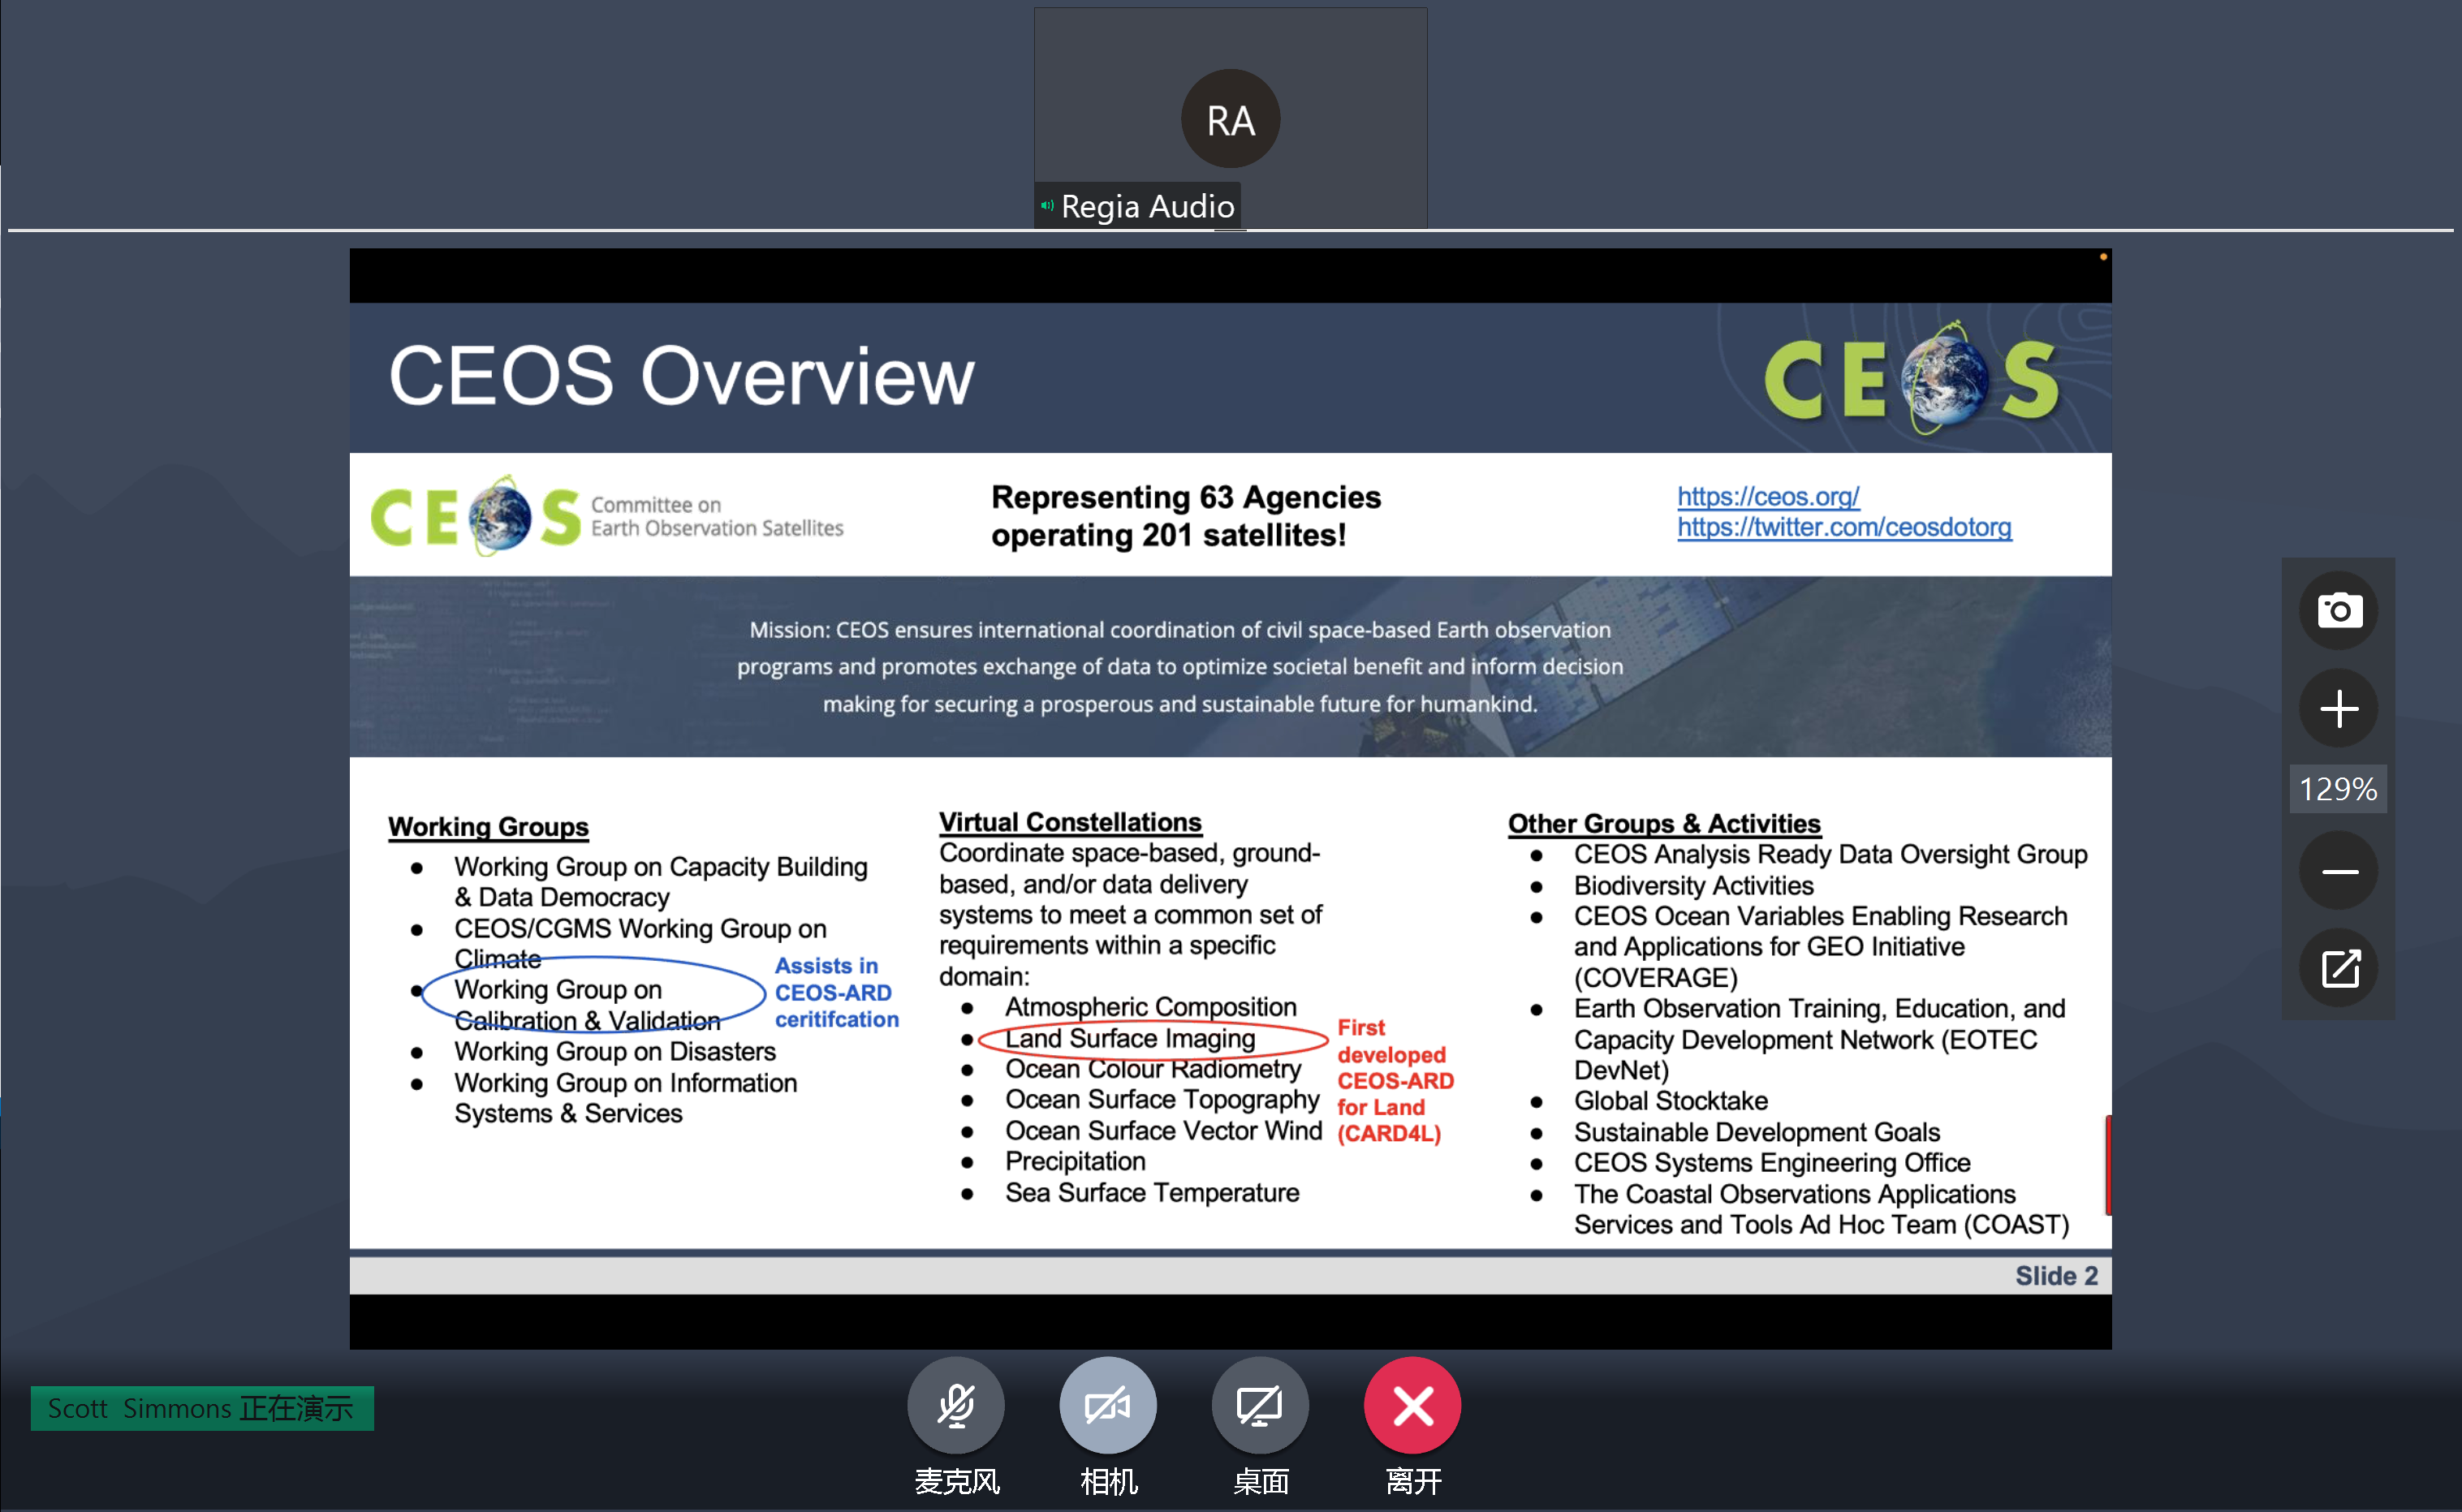 RA
Regia Audio
CEOS Overview
CEOS
CEOS
Committee on
Earth Observation Satellites
Representing 63 Agencies
operating 201 satellites!
https://ceos.org/
https://twitter.com/ceosdotorg
Mission: CEOS ensures international coordination of civil space-based Earth observation
programs and promotes exchange of data to optimize societal benefit and inform decision
making for securing a prosperous and sustainable future for humankind.
Working Groups
● Working Group on Capacity Building
& Data Democracy
● CEOS/CGMS Working Group on
Climate
● Working Group on
Calibration & Validation
● Working Group on Disasters
● Working Group on Information
Systems & Services
Assists in
CEOS-ARD
ceritifcation
Virtual Constellations
Coordinate space-based, ground-
based, and/or data delivery
systems to meet a common set of
requirements within a specific
domain:
● Atmospheric Composition
● Land Surface Imaging
● Ocean Colour Radiometry
● Ocean Surface Topography
● Ocean Surface Vector Wind
● Precipitation
● Sea Surface Temperature
First
developed
CEOS-ARD
for Land
(CARD4L)
Other Groups & Activities
● CEOS Analysis Ready Data Oversight Group
● Biodiversity Activities
● CEOS Ocean Variables Enabling Research
and Applications for GEO Initiative
(COVERAGE)
● Earth Observation Training, Education, and
Capacity Development Network (EOTEC
DevNet)
● Global Stocktake
● Sustainable Development Goals
● CEOS Systems Engineering Office
● The Coastal Observations Applications
Services and Tools Ad Hoc Team (COAST)
Slide 2
129%
Scott Simmons 正在演示
麦克风
相机
桌面
离开